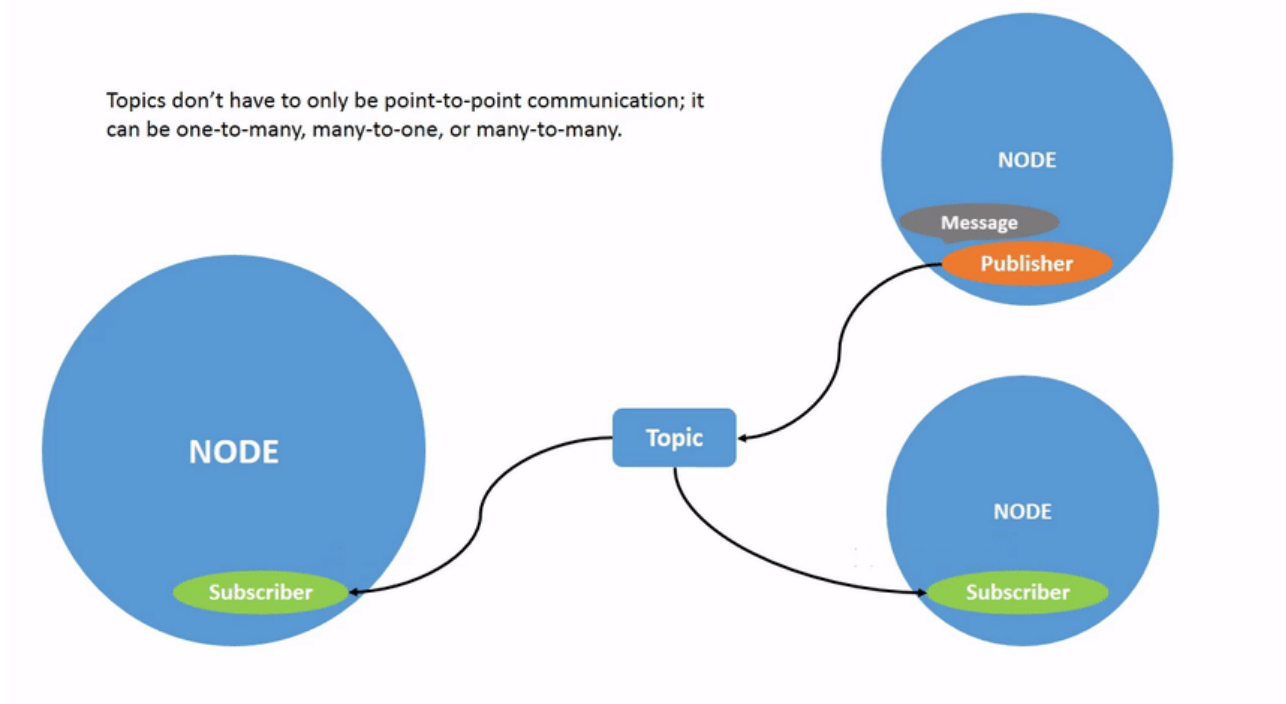 Topics don’t have to only be point-to-point communication; it
can be one-to-many, many-to-one, or many-to-many.
NODE
Message
Publisher
Topic
NODE
Subscriber
NODE
Subscriber